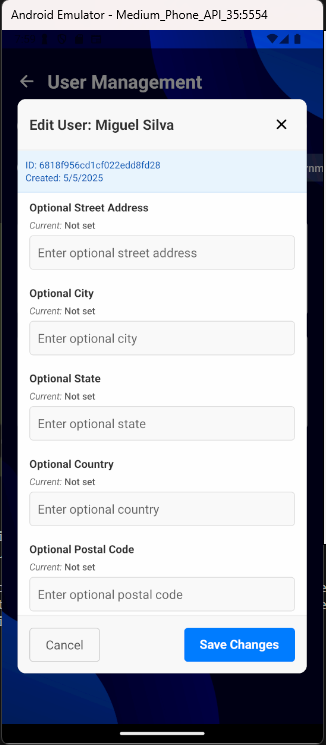 Android Emulator - Medium_Phone_API_35:5554
User Management
Edit User: Miguel Silva
ID: 6818f956cd1cf022edd8fd28
Created: 5/5/2025
Optional Street Address
Current: Not set
Enter optional street address
Optional City
Current: Not set
Enter optional city
Optional State
Current: Not set
Enter optional state
Optional Country
Current: Not set
Enter optional country
Optional Postal Code
Current: Not set
Enter optional postal code
Cancel
Save Changes